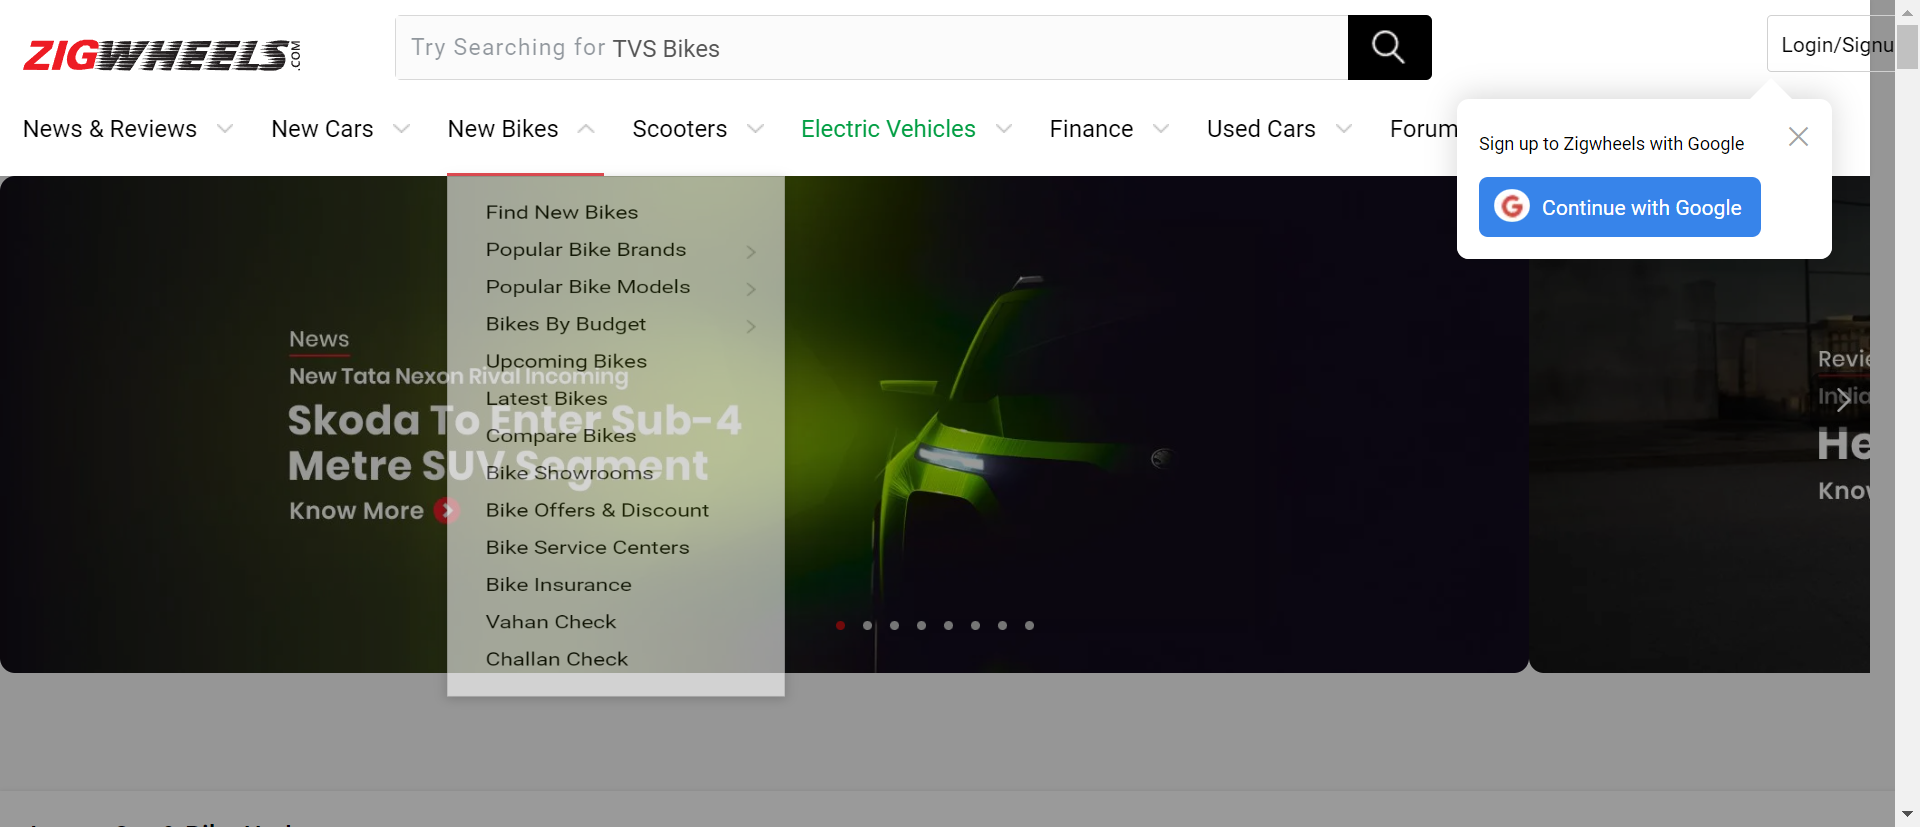 ZIGWHEELS.COM
Try Searching for TVS Bikes
Login/Signu
News & Reviews
New Cars
New Bikes
Scooters
Electric Vehicles
Finance
Used Cars
Forum
Sign up to Zigwheels with Google
Continue with Google
Find New Bikes
Popular Bike Brands
Popular Bike Models
Bikes By Budget
Upcoming Bikes
Latest Bikes
Compare Bikes
Bike Showrooms
Bike Offers & Discount
Bike Service Centers
Bike Insurance
Vahan Check
Challan Check
News
New Tata Nexon Rival Incoming
Skoda To Enter Sub-4
Metre SUV Segment
Know More
Revie
India
He
Know